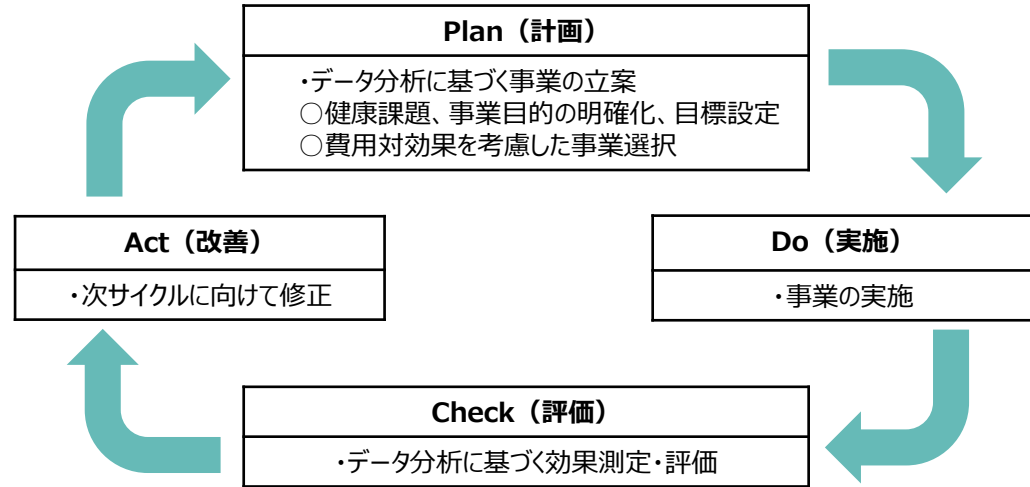 Plan（計画）
・データ分析に基づく事業の立案
○健康課題、事業目的の明確化、目標設定
○費用対効果を考慮した事業選択
Act（改善）
・次サイクルに向けて修正
Do（実施）
・事業の実施
Check（評価）
・データ分析に基づく効果測定・評価